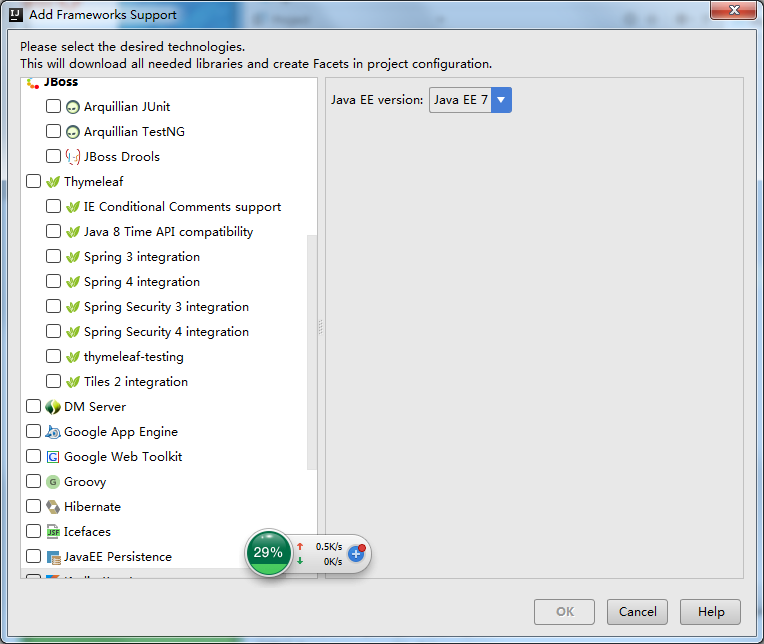 Add Frameworks Support
Please select the desired technologies.
This will download all needed libraries and create Facets in project configuration.
JBoss
Arquillian JUnit
Arquillian TestNG
JBoss Drools
Thymeleaf
IE Conditional Comments support
Java 8 Time API compatibility
Spring 3 integration
Spring 4 integration
Spring Security 3 integration
Spring Security 4 integration
thymeleaf-testing
Tiles 2 integration
DM Server
Google App Engine
Google Web Toolkit
Groovy
Hibernate
Icefaces
JavaEE Persistence
Java EE version: Java EE 7
29%
0.5K/s
0K/s
OK Cancel Help